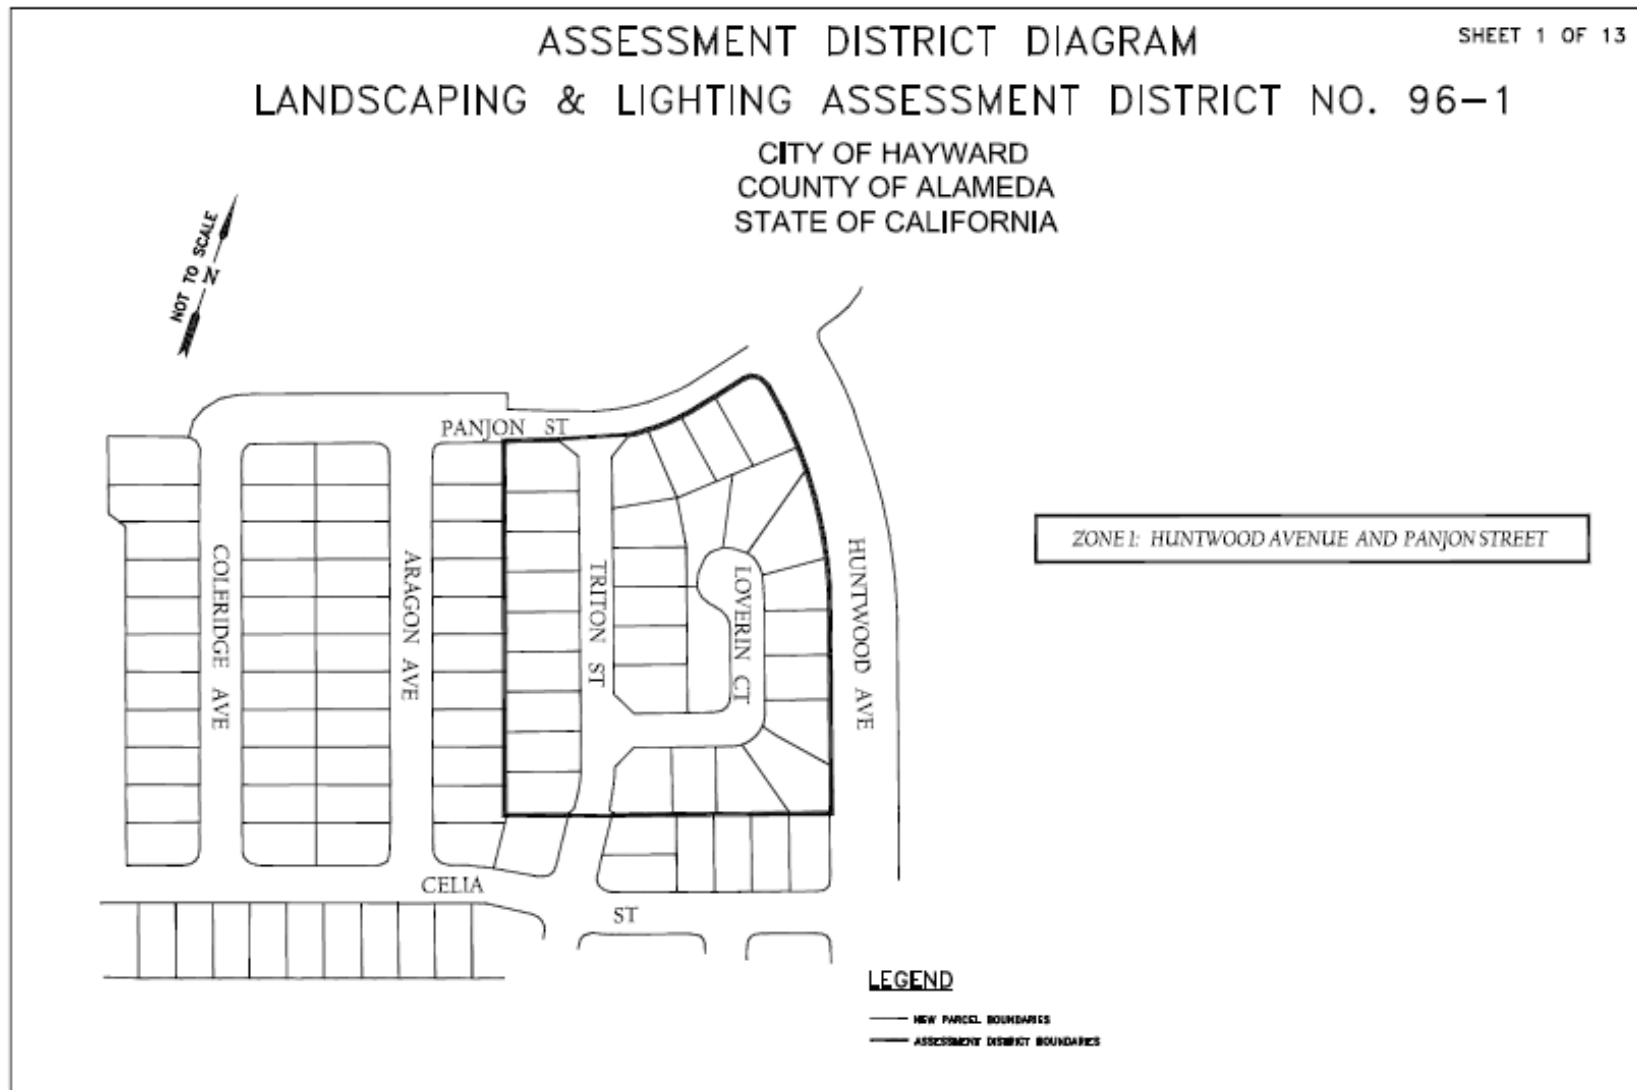 ASSESSMENT DISTRICT DIAGRAM
SHEET 1 OF 13
LANDSCAPING & LIGHTING ASSESSMENT DISTRICT NO. 96-1
CITY OF HAYWARD
COUNTY OF ALAMEDA
STATE OF CALIFORNIA
NOT TO SCALE
N
PANJON ST
COLERIDGE AVE
ARAGON AVE
TRITON ST
LOVERIN CT
HUNTWOOD AVE
ZONE 1: HUNTWOOD AVENUE AND PANJON STREET
CELIA
ST
LEGEND
NEW PARCEL BOUNDARIES
ASSESSMENT DISTRICT BOUNDARIES